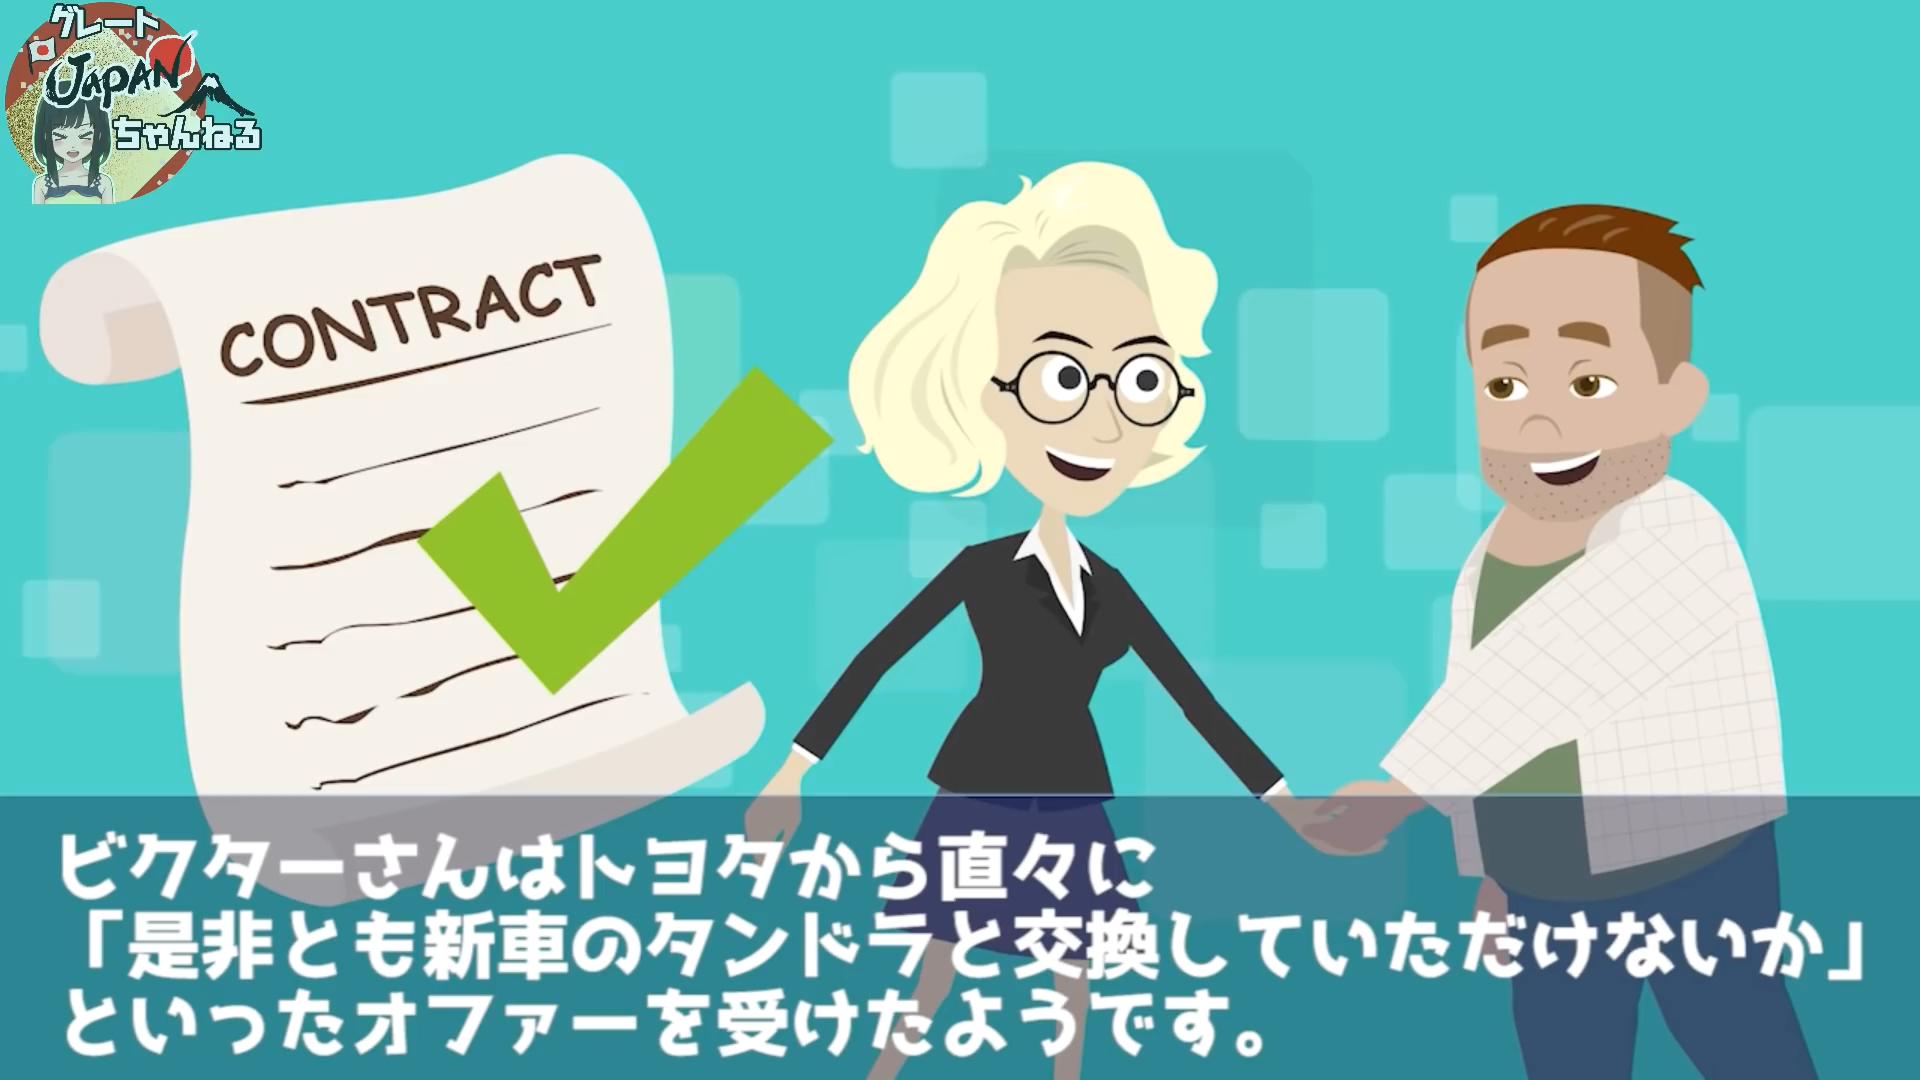 グレート
JAPAN
ちゃんねる
CONTRACT
ビクターさんはトヨタから直々に
「是非とも新車のタンドラと交換していただけないか」
といったオファーを受けたようです。